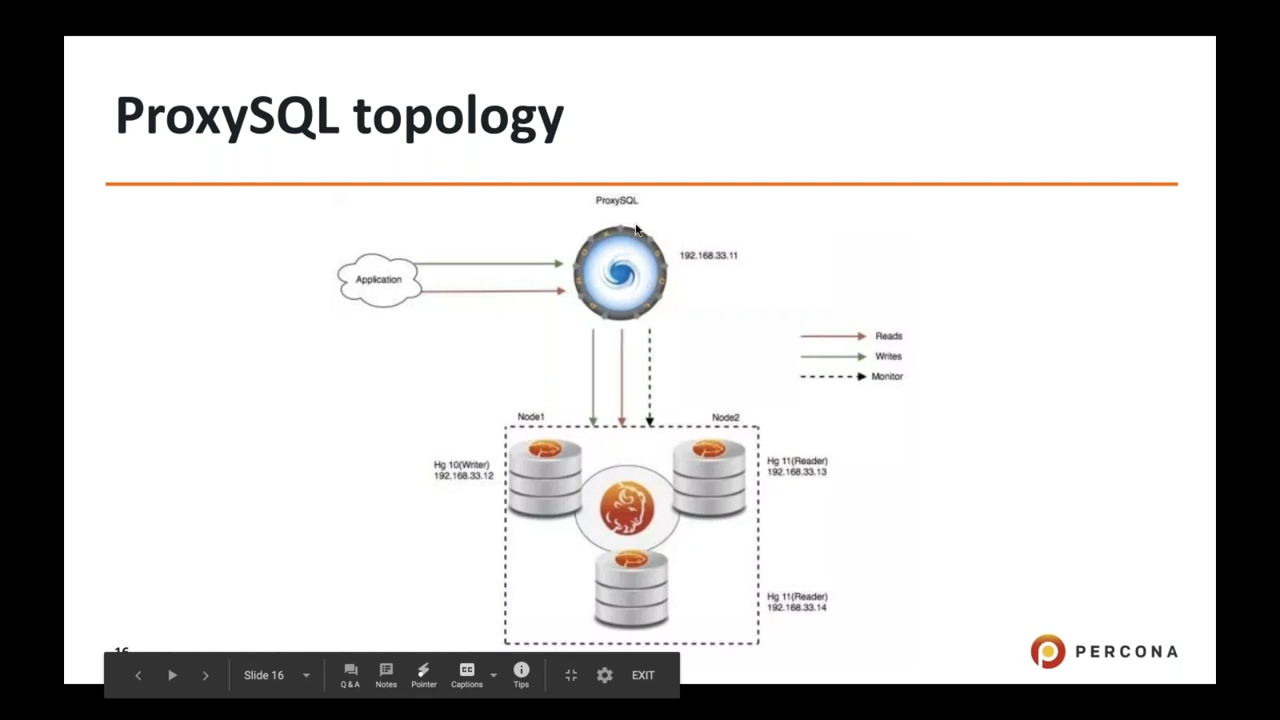 ProxySQL topology
ProxySQL
192.168.33.11
Application
Reads
Writes
Monitor
Node1
Node2
Hg 10(Writer)
192.168.33.12
Hg 11(Reader)
192.168.33.13
Hg 11(Reader)
192.168.33.14
16
PERCONA
Slide 16
Q & A
Notes
Pointer
CC
Captions
Tips
EXIT